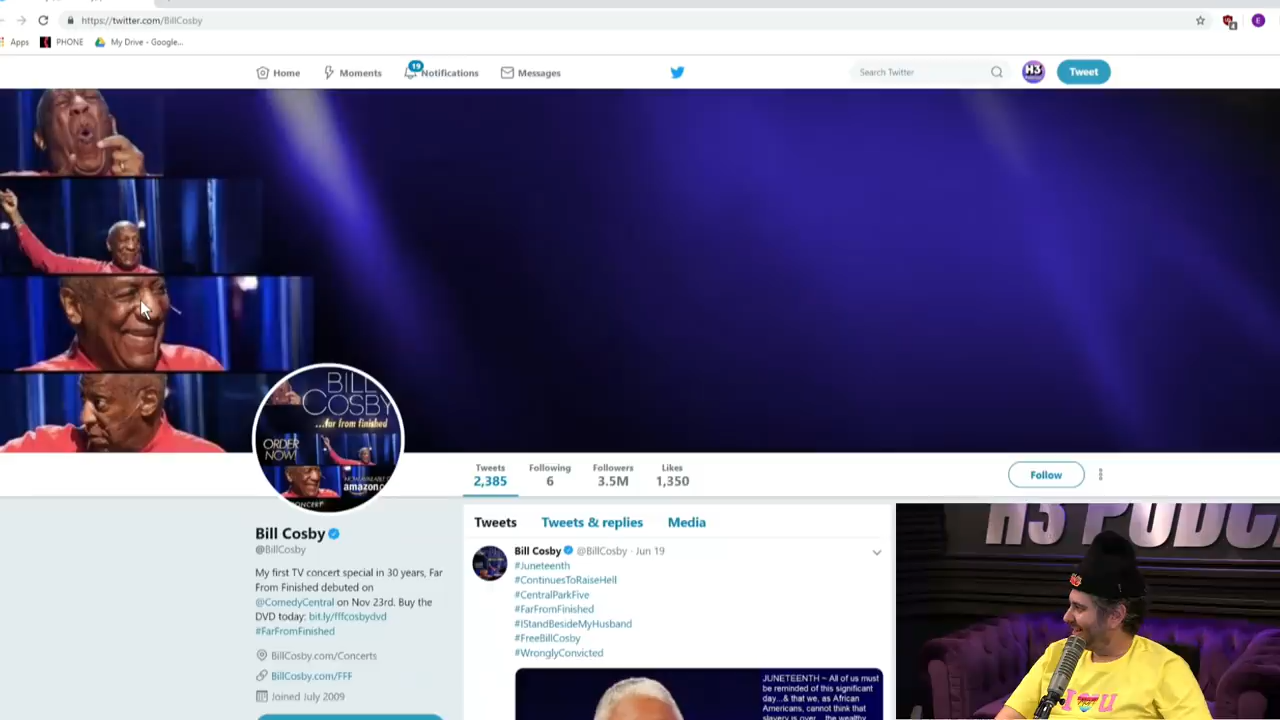 https://twitter.com/BillCosby
Apps PHONE My Drive - Google...
Home Moments 19 Notifications Messages Search Twitter H3 Tweet
BILL
COSBY
...far from finished
ORDER
NOW!
NOW AVAILABLE
amazon.c
CONCERT
Tweets Following Followers Likes
2,385 6 3.5M 1,350
Follow
Bill Cosby
@BillCosby
My first TV concert special in 30 years, Far
From Finished debuted on
@ComedyCentral on Nov 23rd. Buy the
DVD today: bit.ly/fffcosbydvd
#FarFromFinished
BillCosby.com/Concerts
BillCosby.com/FFF
Joined July 2009
Tweets Tweets & replies Media
Bill Cosby @BillCosby · Jun 19
#Juneteenth
#ContinuesToRaiseHell
#CentralParkFive
#FarFromFinished
#IStandBesideMyHusband
#FreeBillCosby
#WronglyConvicted
JUNETEENTH ~ All of us must
be reminded of this significant
day...& that we, as African
Americans, cannot think that
slavery is over... the wealthy
H3 PODC
I u